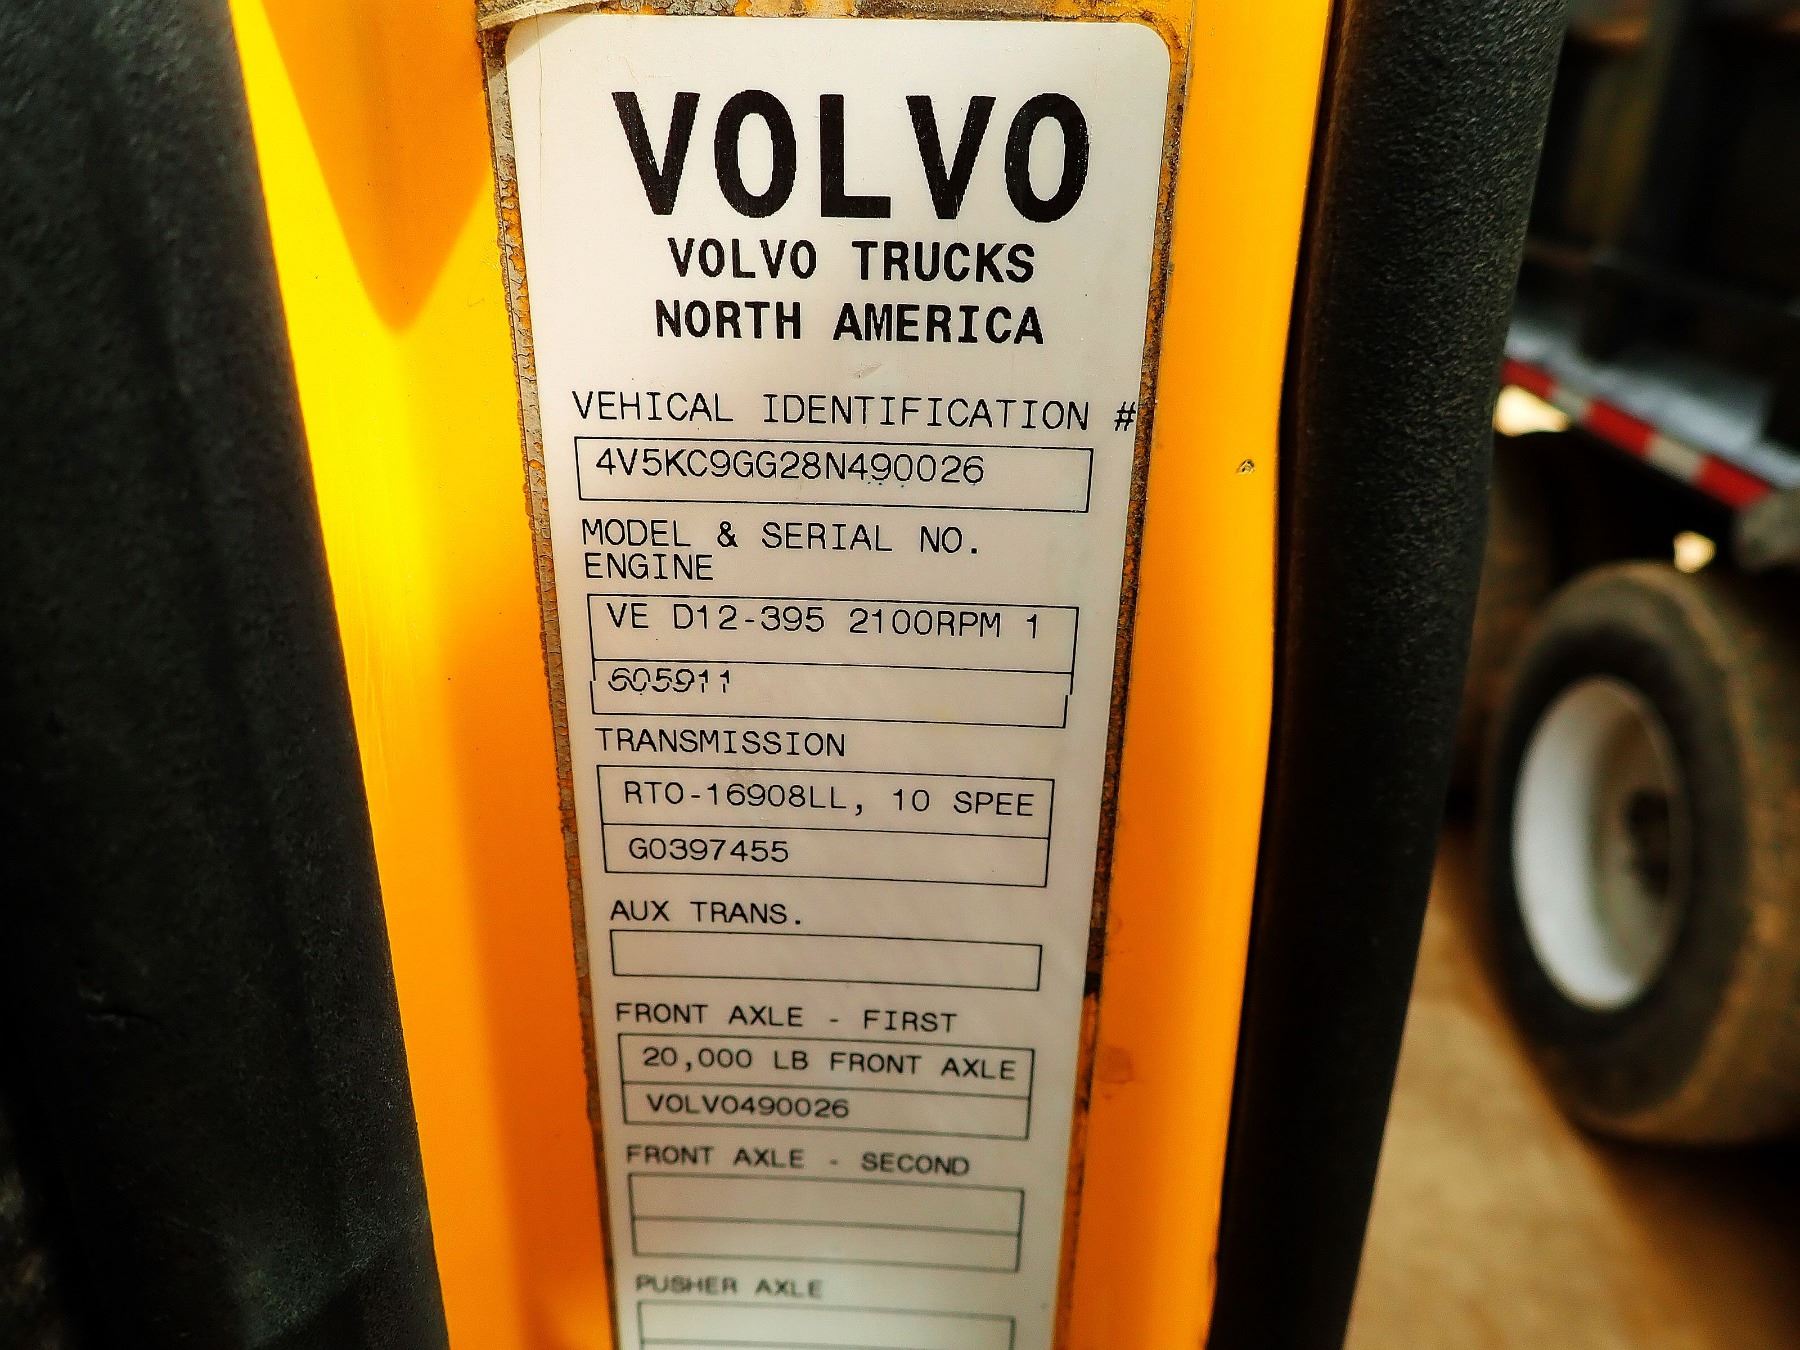 VOLVO
VOLVO TRUCKS
NORTH AMERICA
VEHICAL IDENTIFICATION #
4V5KC9GG28N490026
MODEL & SERIAL NO.
ENGINE
VE D12-395 2100RPM 1
605911
TRANSMISSION
RTO-16908LL, 10 SPEE
G0397455
AUX TRANS.
FRONT AXLE - FIRST
20,000 LB FRONT AXLE
VOLVO490026
FRONT AXLE - SECOND
PUSHER AXLE